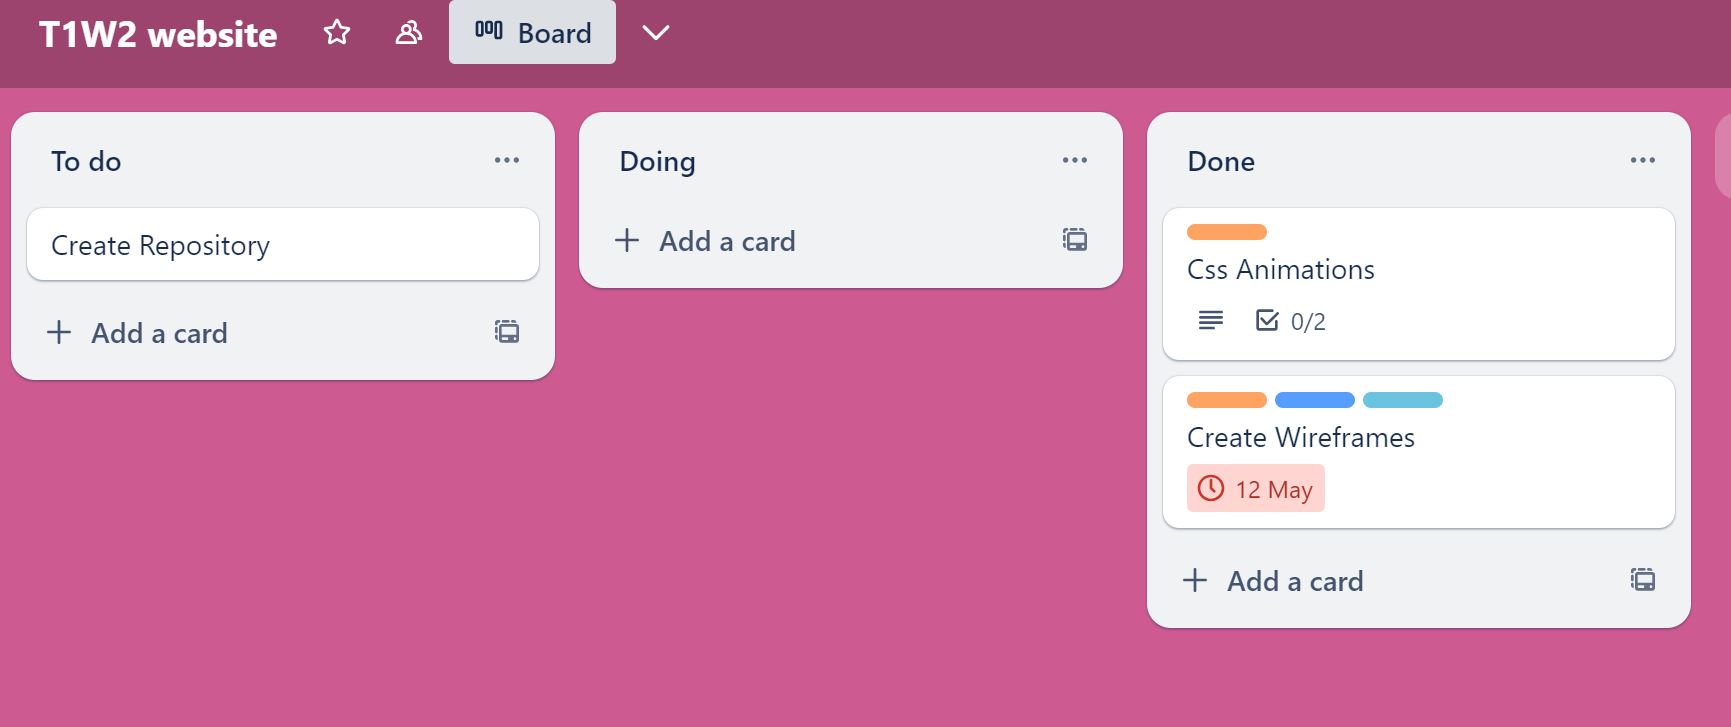 T1W2 website
Board
To do
Create Repository
Add a card
Doing
Add a card
Done
Css Animations
0/2
Create Wireframes
12 May
Add a card